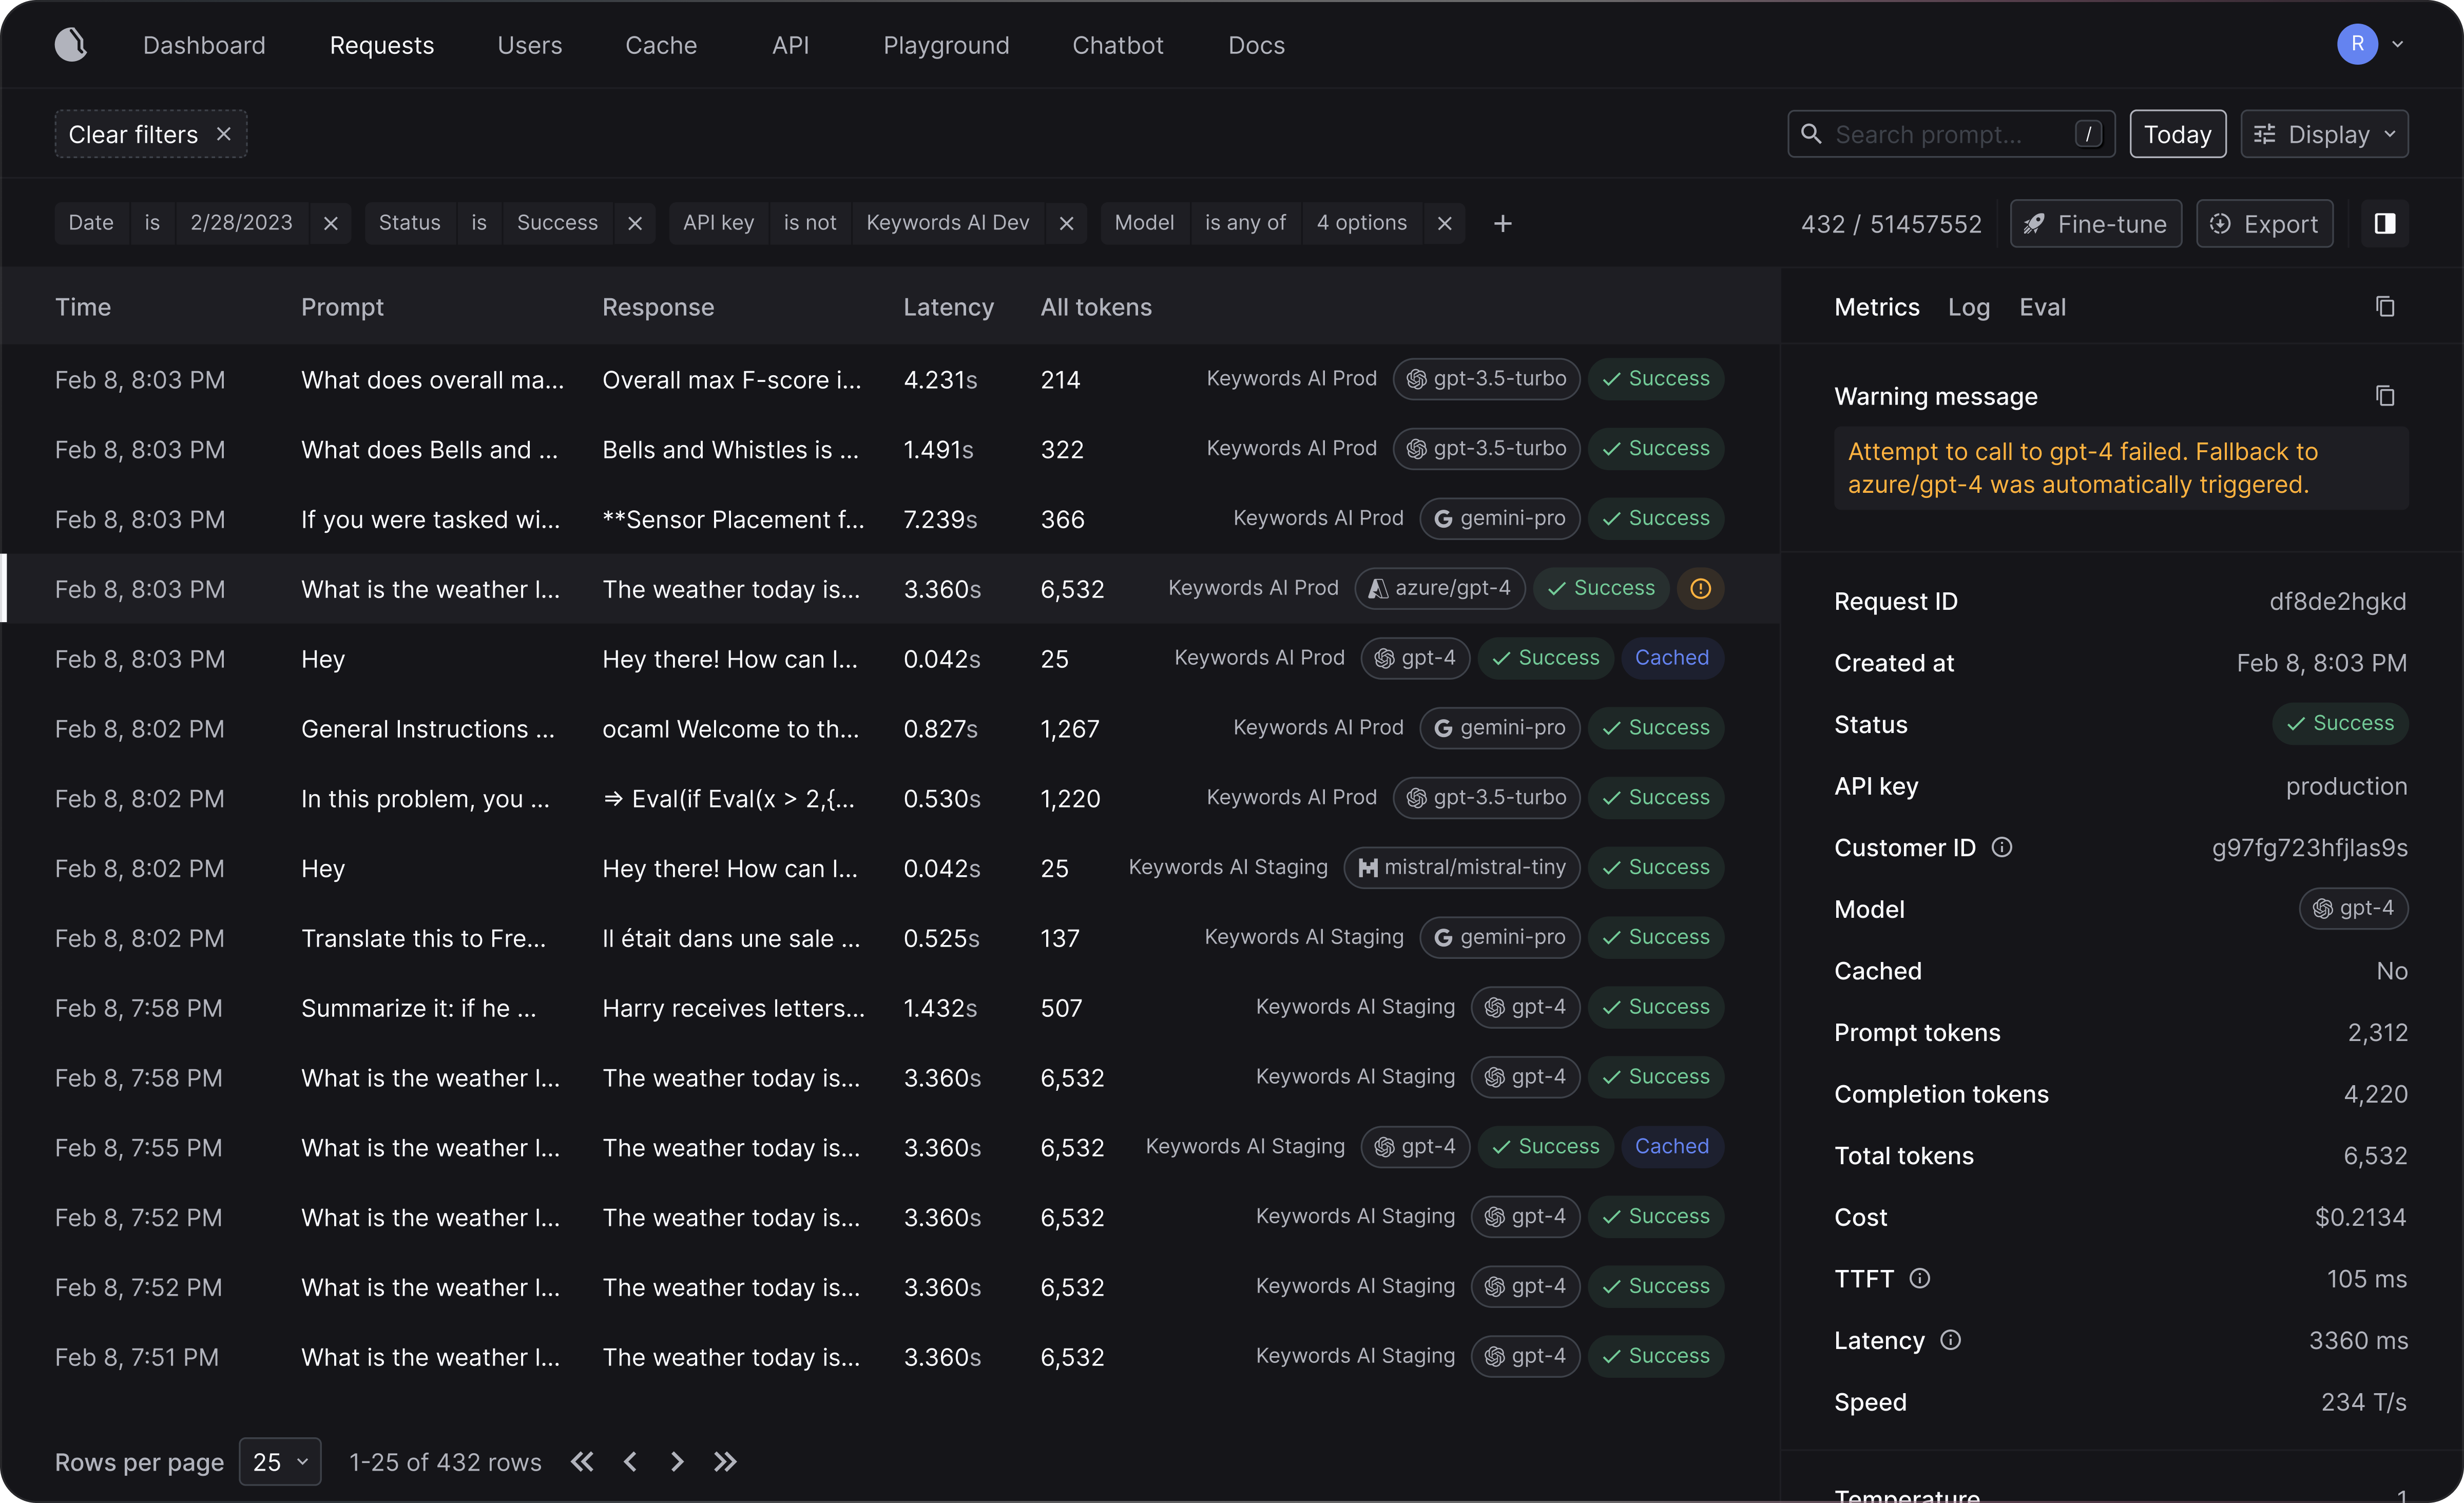 Dashboard Requests Users Cache API Playground Chatbot Docs R
Clear filters Search prompt... / Today Display
Date is 2/28/2023 Status is Success API key is not Keywords AI Dev Model is any of 4 options 432 / 51457552 Fine-tune Export
Time Prompt Response Latency All tokens
Feb 8, 8:03 PM What does overall ma... Overall max F-score i... 4.231s 214 Keywords AI Prod gpt-3.5-turbo Success
Feb 8, 8:03 PM What does Bells and ... Bells and Whistles is ... 1.491s 322 Keywords AI Prod gpt-3.5-turbo Success
Feb 8, 8:03 PM If you were tasked wi... **Sensor Placement f... 7.239s 366 Keywords AI Prod gemini-pro Success
Feb 8, 8:03 PM What is the weather l... The weather today is... 3.360s 6,532 Keywords AI Prod azure/gpt-4 Success
Feb 8, 8:03 PM Hey Hey there! How can I... 0.042s 25 Keywords AI Prod gpt-4 Success Cached
Feb 8, 8:02 PM General Instructions ... ocaml Welcome to th... 0.827s 1,267 Keywords AI Prod gemini-pro Success
Feb 8, 8:02 PM In this problem, you ... ⇒ Eval(if Eval(x > 2,{... 0.530s 1,220 Keywords AI Prod gpt-3.5-turbo Success
Feb 8, 8:02 PM Hey Hey there! How can I... 0.042s 25 Keywords AI Staging mistral/mistral-tiny Success
Feb 8, 8:02 PM Translate this to Fre... Il était dans une sale ... 0.525s 137 Keywords AI Staging gemini-pro Success
Feb 8, 7:58 PM Summarize it: if he ... Harry receives letters... 1.432s 507 Keywords AI Staging gpt-4 Success
Feb 8, 7:58 PM What is the weather l... The weather today is... 3.360s 6,532 Keywords AI Staging gpt-4 Success
Feb 8, 7:55 PM What is the weather l... The weather today is... 3.360s 6,532 Keywords AI Staging gpt-4 Success Cached
Feb 8, 7:52 PM What is the weather l... The weather today is... 3.360s 6,532 Keywords AI Staging gpt-4 Success
Feb 8, 7:52 PM What is the weather l... The weather today is... 3.360s 6,532 Keywords AI Staging gpt-4 Success
Feb 8, 7:51 PM What is the weather l... The weather today is... 3.360s 6,532 Keywords AI Staging gpt-4 Success
Rows per page 25 1-25 of 432 rows
Metrics Log Eval
Warning message
Attempt to call to gpt-4 failed. Fallback to
azure/gpt-4 was automatically triggered.
Request ID df8de2hgkd
Created at Feb 8, 8:03 PM
Status Success
API key production
Customer ID g97fg723hfjlas9s
Model gpt-4
Cached No
Prompt tokens 2,312
Completion tokens 4,220
Total tokens 6,532
Cost $0.2134
TTFT 105 ms
Latency 3360 ms
Speed 234 T/s
Temperature 1